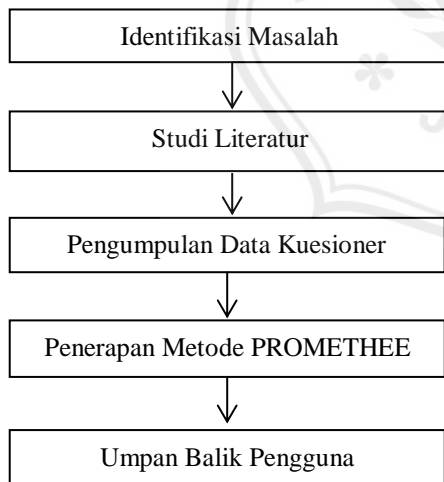 Identifikasi Masalah
Studi Literatur
Pengumpulan Data Kuesioner
Penerapan Metode PROMETHEE
Umpan Balik Pengguna